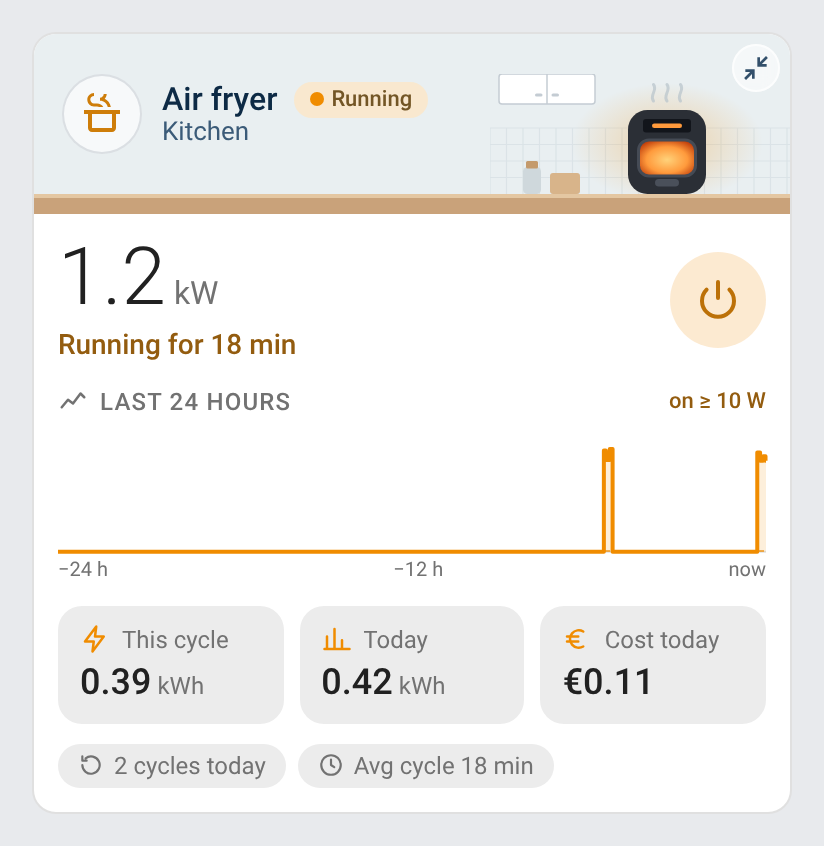 Air fryer
Running
Kitchen
1.2 kW
Running for 18 min
LAST 24 HOURS
on ≥ 10 W
−24 h
−12 h
now
This cycle
0.39 kWh
Today
0.42 kWh
Cost today
€0.11
2 cycles today
Avg cycle 18 min